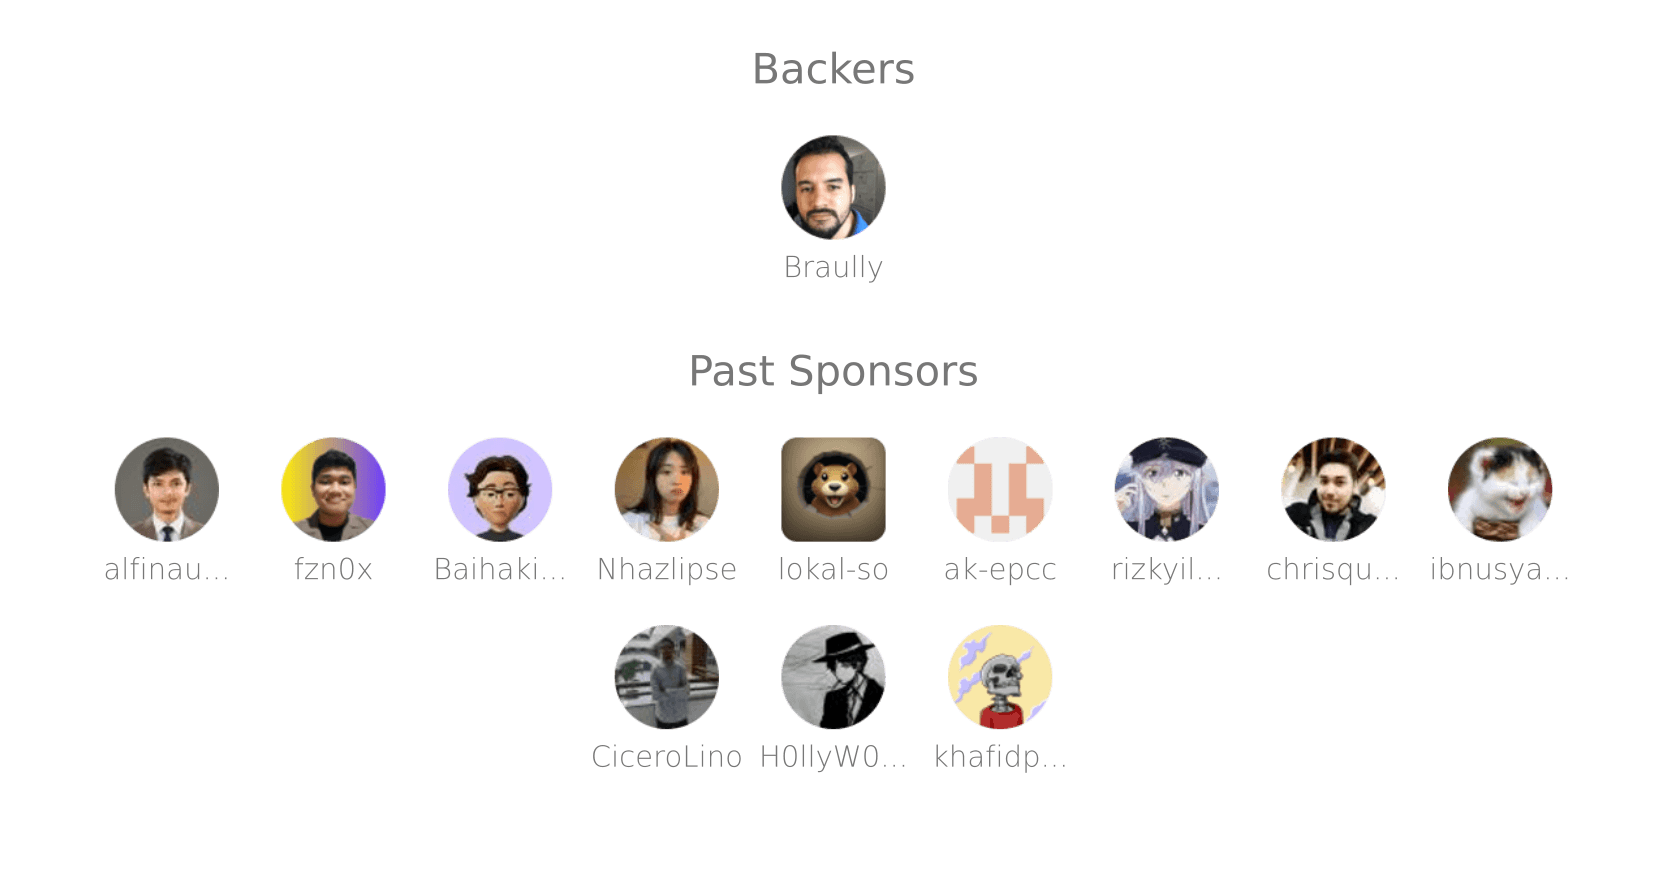 Backers
Braully
Past Sponsors
alfinau... fzn0x Baihaki... Nhazlipse lokal-so ak-epcc rizkyil... chrisqu... ibnusya...
CiceroLino H0llyW0... khafidp...